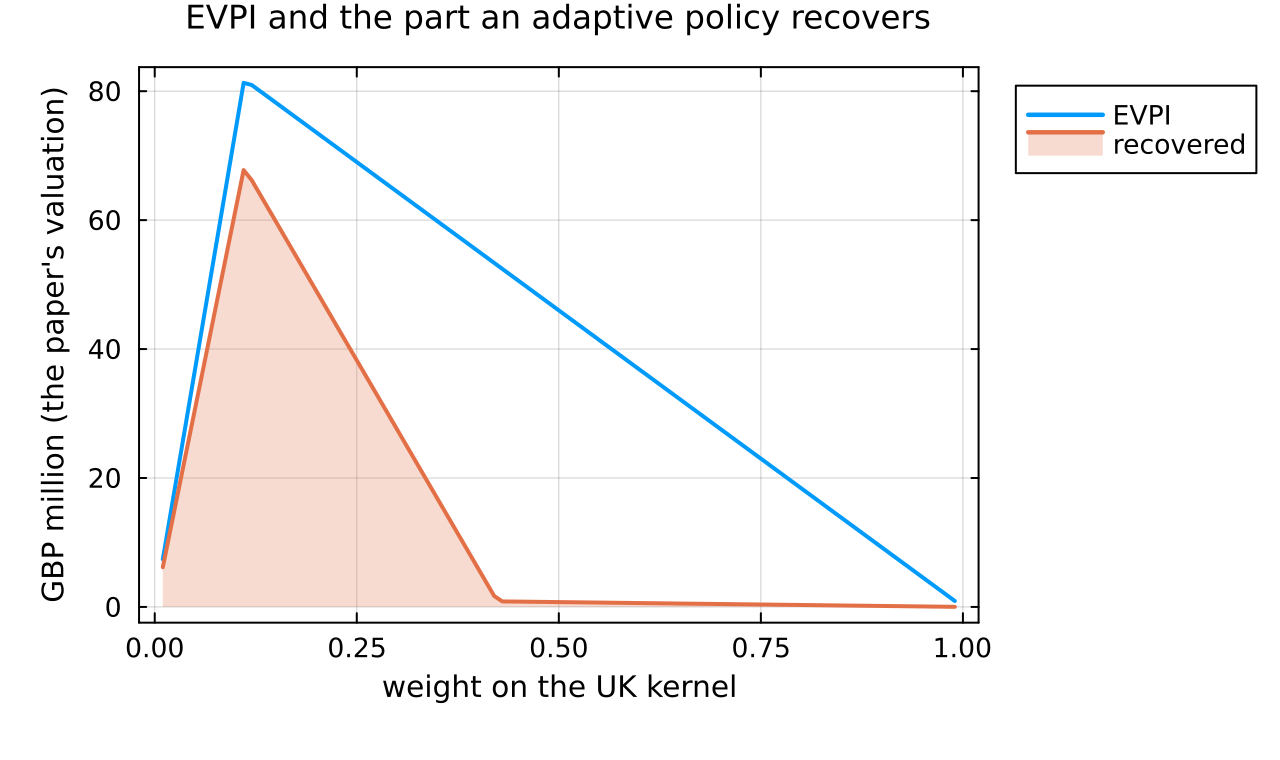 EVPI and the part an adaptive policy recovers
GBP million (the paper's valuation)
80
60
40
20
0
0.00 0.25 0.50 0.75 1.00
weight on the UK kernel
EVPI
recovered